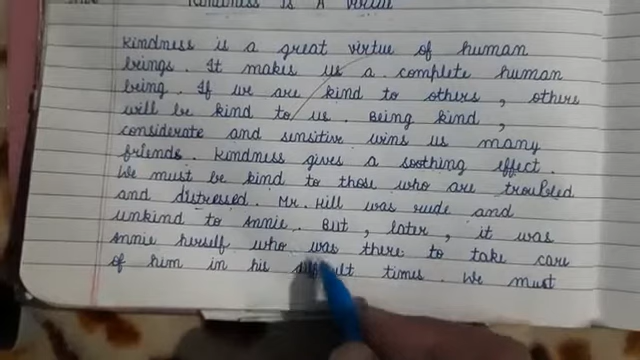 Kindness Is A Virtue
Kindness is a great virtue of human
beings. It makes us a complete human
being. If we are kind to others, others
will be kind to us. Being kind,
considerate and sensitive wins us many
friends. Kindness gives a soothing effect.
We must be kind to those who are troubled
and distressed. Mr. Hill was rude and
unkind to Annie. But, later, it was
Annie herself who was there to take care
of him in his difficult times. We must